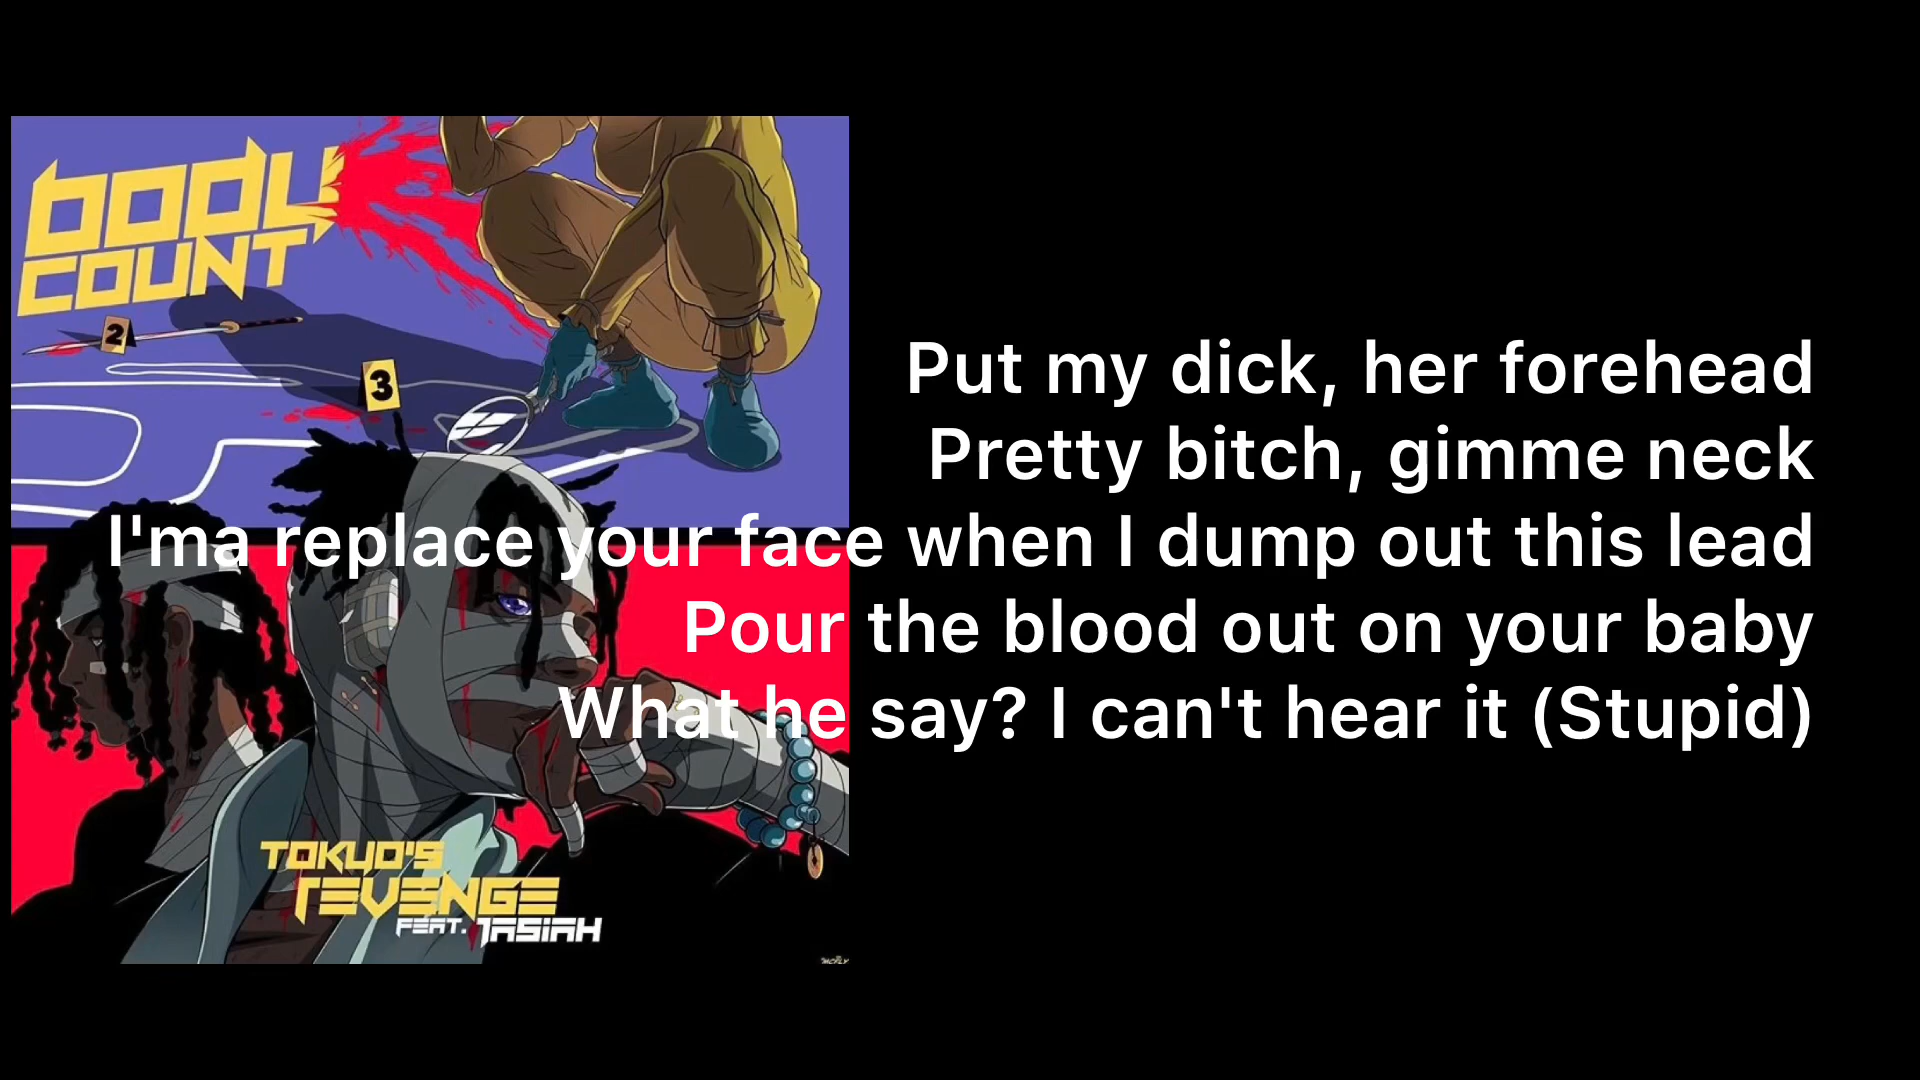 BODY
COUNT
2
3
Put my dick, her forehead
Pretty bitch, gimme neck
I'ma replace your face when I dump out this lead
Pour the blood out on your baby
What he say? I can't hear it (Stupid)
TOKYO'S
REVENGE
FEAT. JASIAH